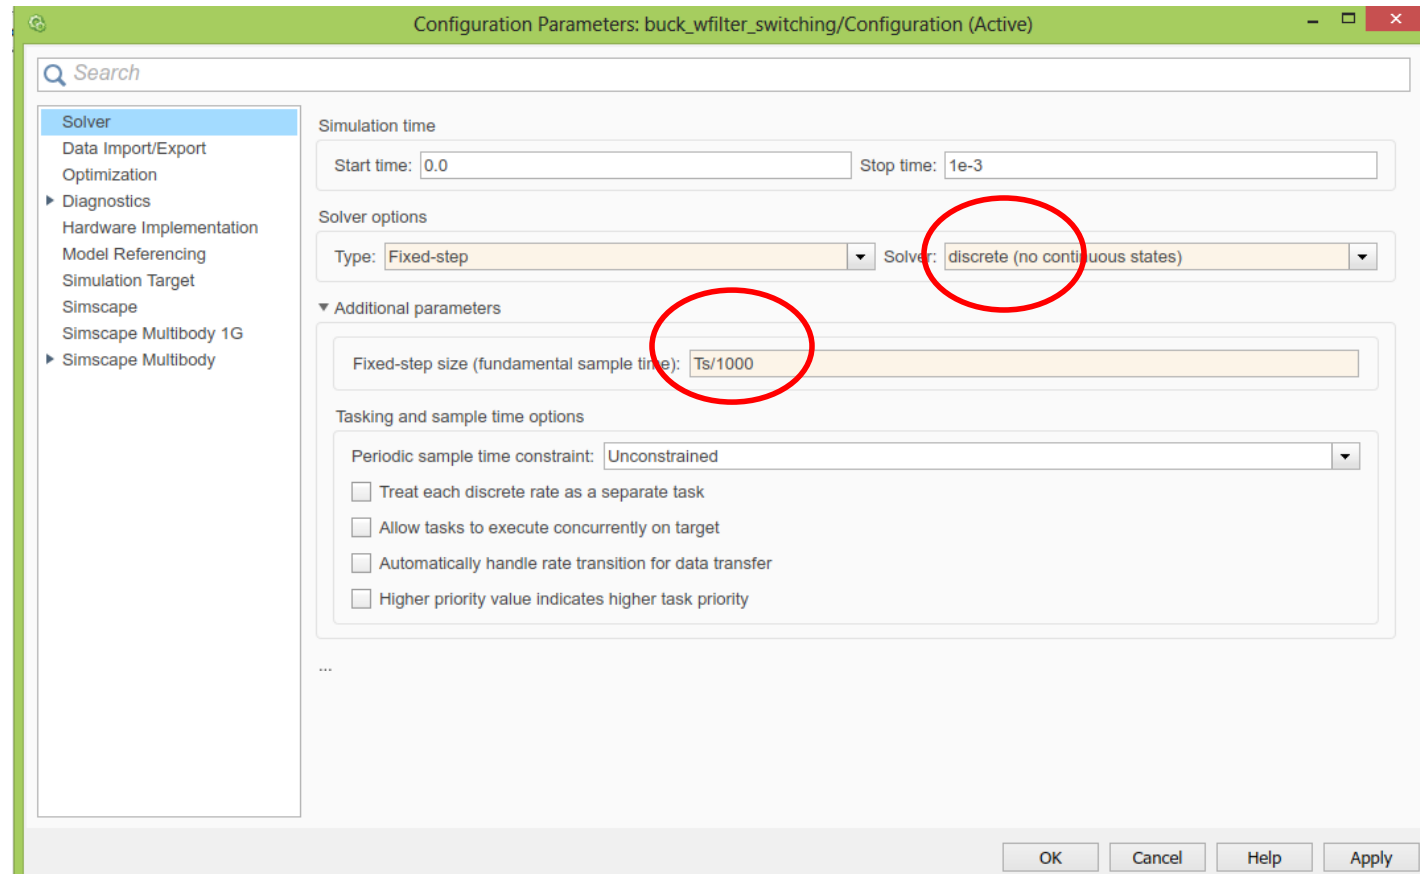 Configuration Parameters: buck_wfilter_switching/Configuration (Active)
Search
Solver
Data Import/Export
Optimization
Diagnostics
Hardware Implementation
Model Referencing
Simulation Target
Simscape
Simscape Multibody 1G
Simscape Multibody
Simulation time
Start time: 0.0 Stop time: 1e-3
Solver options
Type: Fixed-step Solver: discrete (no continuous states)
Additional parameters
Fixed-step size (fundamental sample time): Ts/1000
Tasking and sample time options
Periodic sample time constraint: Unconstrained
Treat each discrete rate as a separate task
Allow tasks to execute concurrently on target
Automatically handle rate transition for data transfer
Higher priority value indicates higher task priority
...
OK Cancel Help Apply